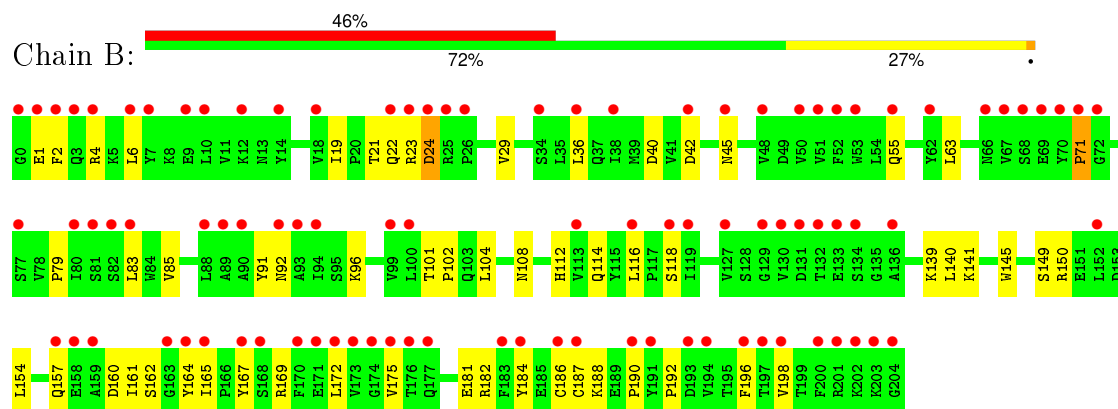 46%
Chain B:
72% 27% •
G0 E1 F2 Q3 R4 K5 L6 Y7 K8 E9 L10 V11 K12 N13 Y14 V18 I19 P20 T21 Q22 R23 D24 R25 P26 V29 S34 L35 L36 Q37 I38 M39 D40 V41 D42 N45 V48 D49 V50 V51 F52 W53 L54 Q55 Y62 L63 N66 V67 S68 E69 Y70 P71 G72
S77 V78 P79 I80 S81 S82 L83 W84 V85 L88 A89 A90 Y91 N92 A93 I94 S95 K96 V99 L100 T101 P102 Q103 L104 N108 H112 V113 Q114 Y115 L116 P117 S118 I119 V127 S128 G129 V130 D131 T132 E133 S134 G135 A136 K139 L140 K141 W145 S149 R150 E151 L152 D153
L154 Q157 E158 A159 D160 I161 S162 G163 Y164 I165 P166 Y167 S168 R169 F170 E171 L172 V173 G174 V175 T176 Q177 E181 R182 F183 Y184 E185 C186 C187 K188 E189 P190 Y191 P192 D193 V194 T195 F196 T197 V198 T199 F200 R201 K202 K203 G204